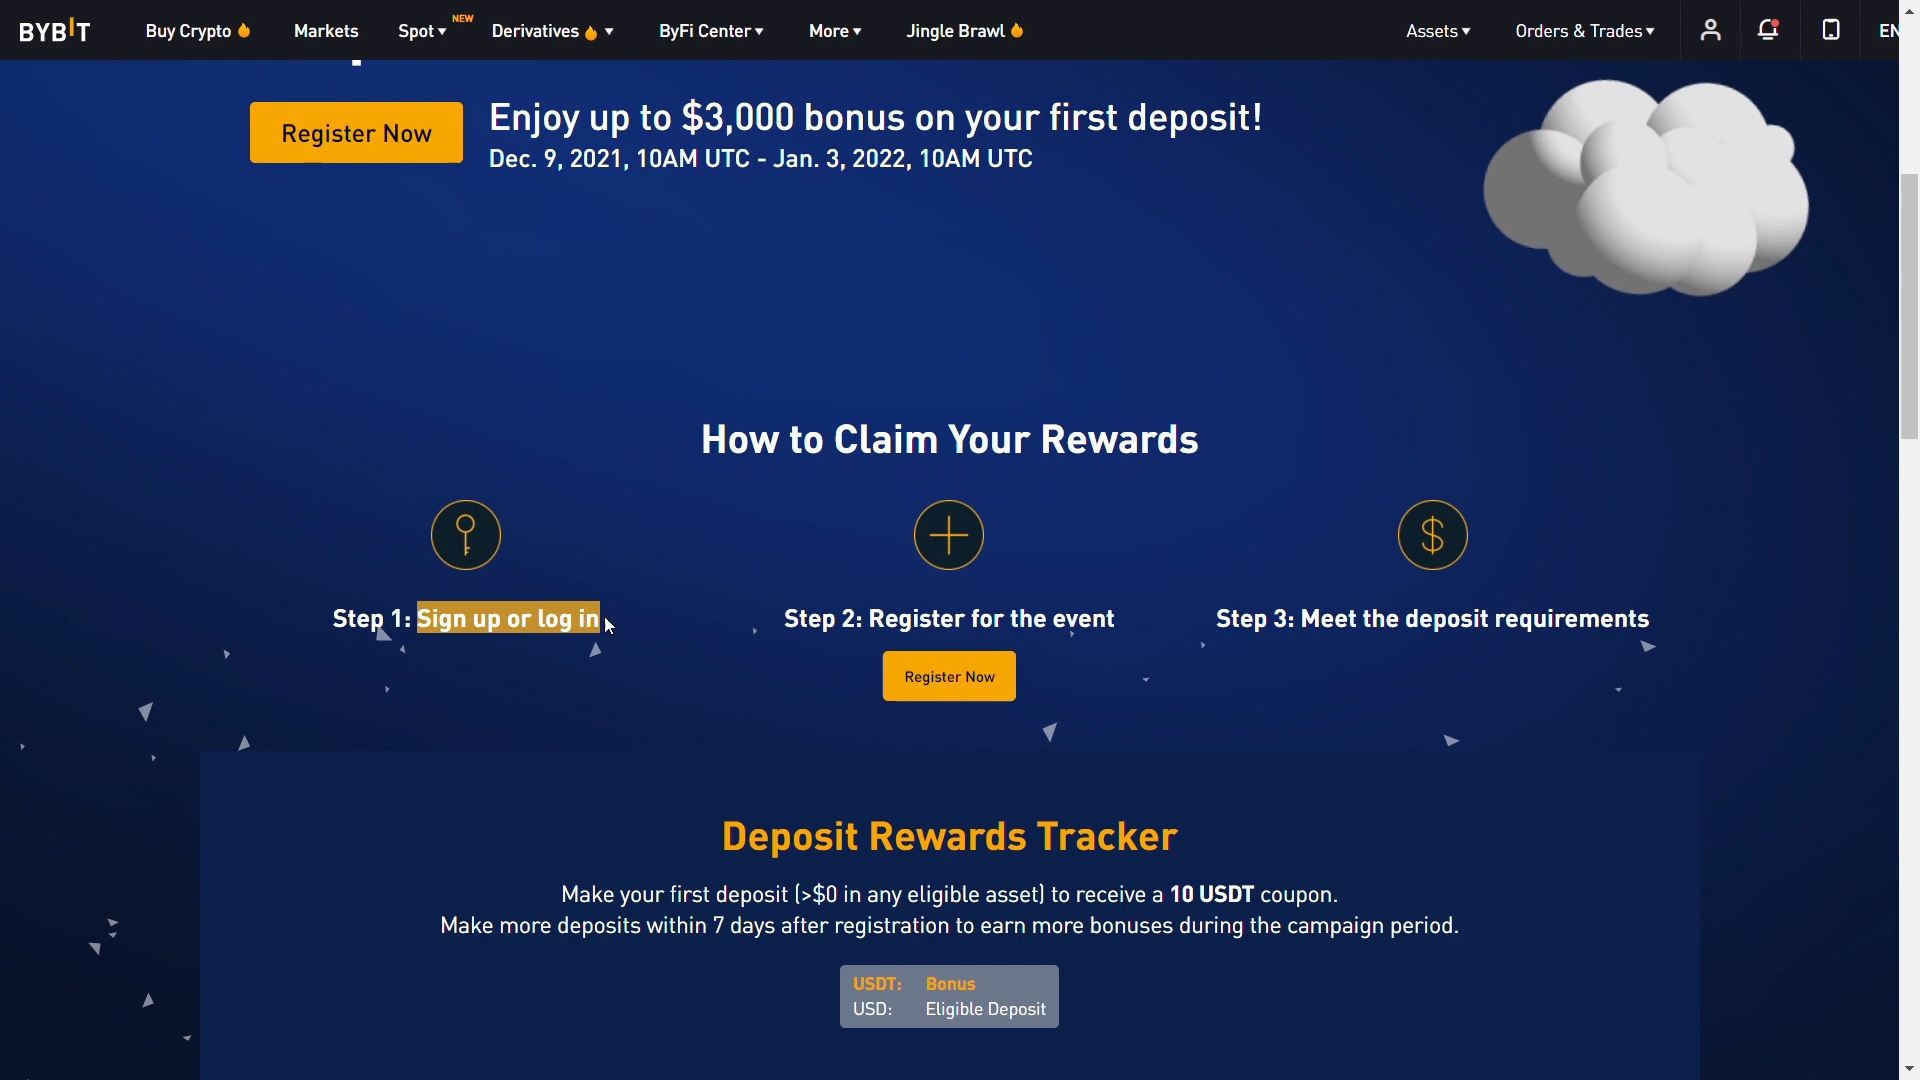 BYBIT Buy Crypto Markets Spot NEW Derivatives ByFi Center More Jingle Brawl Assets Orders & Trades EN
Register Now
Enjoy up to $3,000 bonus on your first deposit!
Dec. 9, 2021, 10AM UTC - Jan. 3, 2022, 10AM UTC
How to Claim Your Rewards
Step 1: Sign up or log in
Step 2: Register for the event
Step 3: Meet the deposit requirements
Register Now
Deposit Rewards Tracker
Make your first deposit (>$0 in any eligible asset) to receive a 10 USDT coupon.
Make more deposits within 7 days after registration to earn more bonuses during the campaign period.
USDT: Bonus
USD: Eligible Deposit